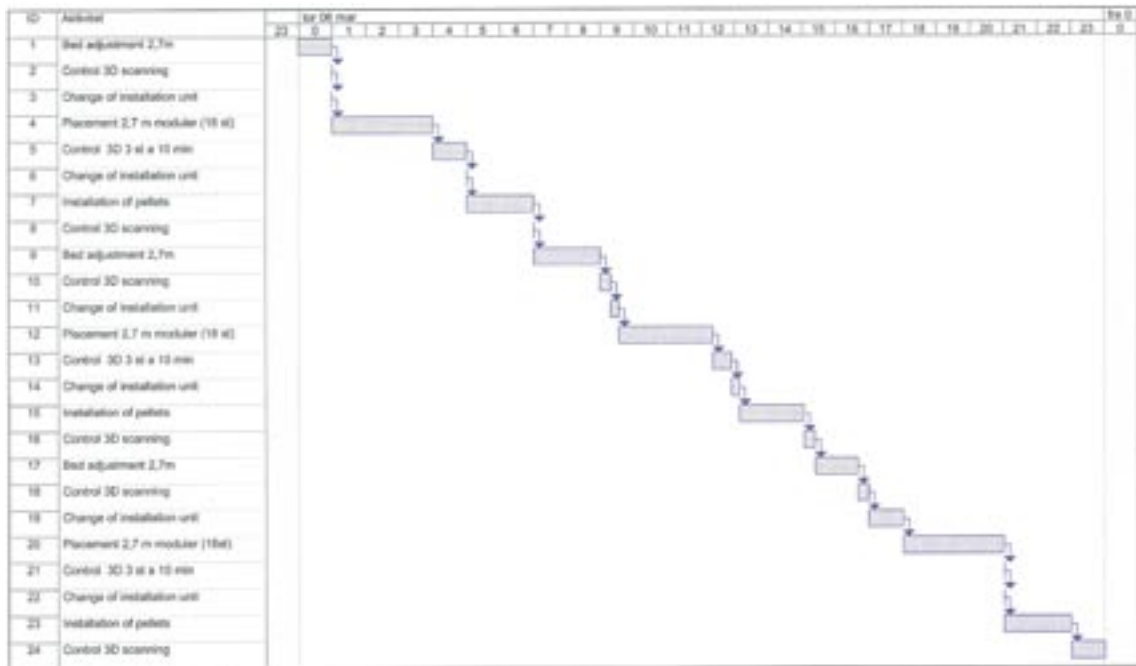 ID Aktivitet
tor 06 mar
fre 0
23 0 1 2 3 4 5 6 7 8 9 10 11 12 13 14 15 16 17 18 19 20 21 22 23 0
1 Bed adjustment 2,7m
2 Control 3D scanning
3 Change of installation unit
4 Placement 2,7 m moduler (18 st)
5 Control 3D 3 st a 10 min
6 Change of installation unit
7 Installation of pellets
8 Control 3D scanning
9 Bed adjustment 2,7m
10 Control 3D scanning
11 Change of installation unit
12 Placement 2,7 m moduler (18 st)
13 Control 3D 3 st a 10 min
14 Change of installation unit
15 Installation of pellets
16 Control 3D scanning
17 Bed adjustment 2,7m
18 Control 3D scanning
19 Change of installation unit
20 Placement 2,7 m moduler (18st)
21 Control 3D 3 st a 10 min
22 Change of installation unit
23 Installation of pellets
24 Control 3D scanning